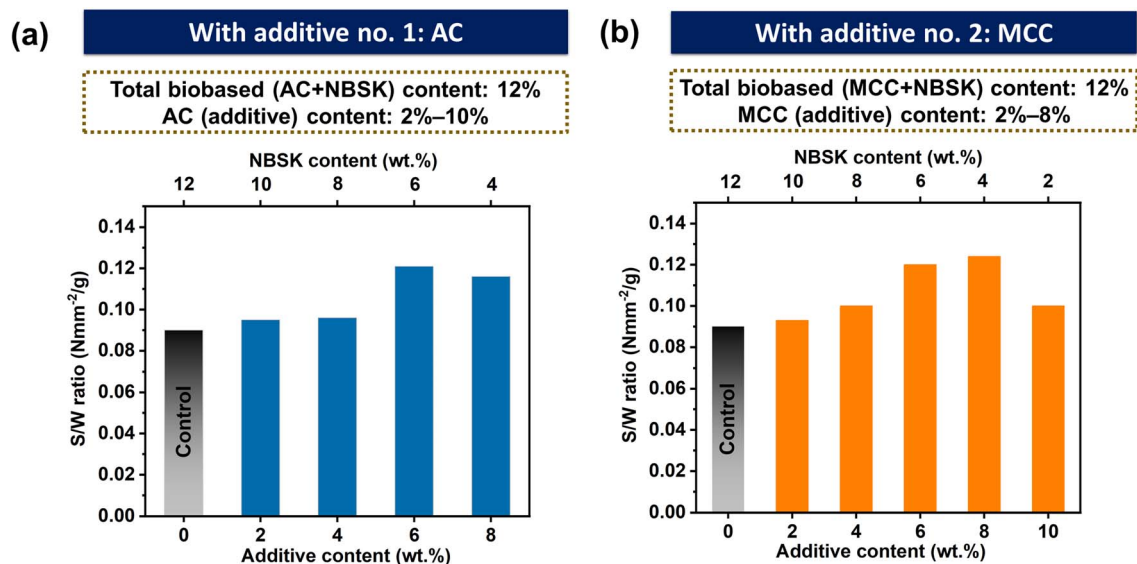 (a)
With additive no. 1: AC
Total biobased (AC+NBSK) content: 12%
AC (additive) content: 2%–10%
NBSK content (wt.%)
12 10 8 6 4
0.14
0.12
0.10
0.08
0.06
0.04
0.02
0.00
S/W ratio (Nmm⁻²/g)
Control
0 2 4 6 8
Additive content (wt.%)
(b)
With additive no. 2: MCC
Total biobased (MCC+NBSK) content: 12%
MCC (additive) content: 2%–8%
NBSK content (wt.%)
12 10 8 6 4 2
0.14
0.12
0.10
0.08
0.06
0.04
0.02
0.00
S/W ratio (Nmm⁻²/g)
Control
0 2 4 6 8 10
Additive content (wt.%)